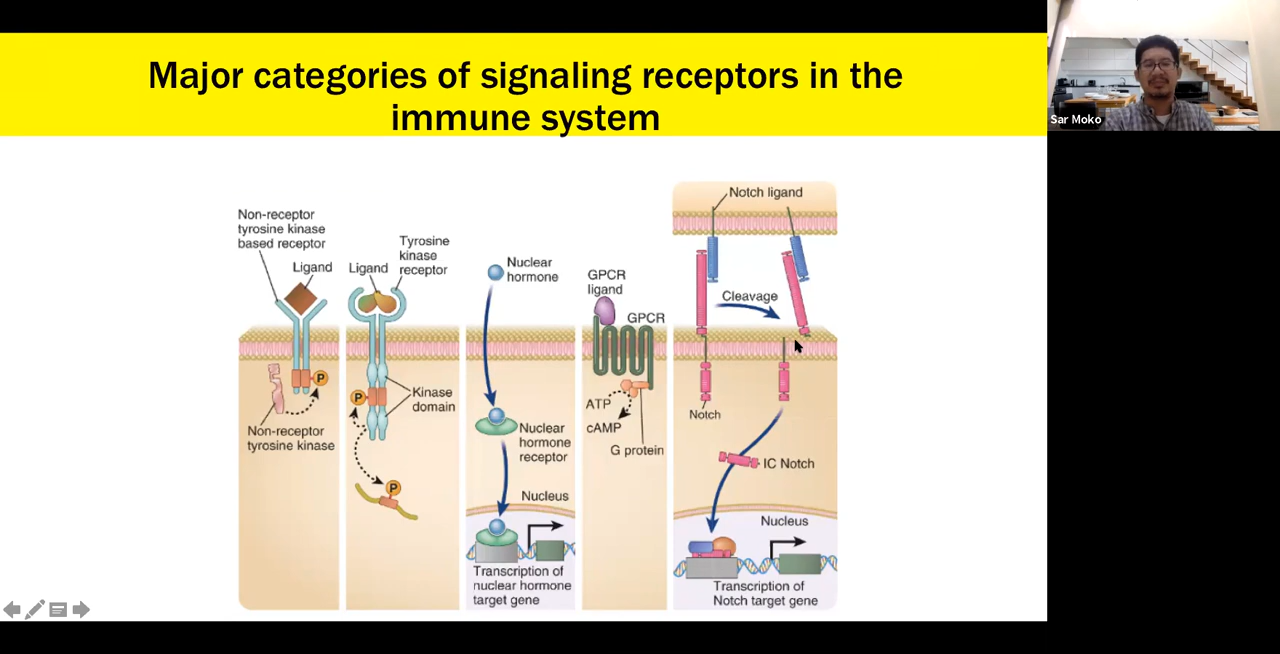 Major categories of signaling receptors in the
immune system
Sar Moko
Non-receptor
tyrosine kinase
based receptor
Ligand
P
Non-receptor
tyrosine kinase
Ligand
Tyrosine
kinase
receptor
P
Kinase
domain
P
Nuclear
hormone
Nuclear
hormone
receptor
Nucleus
Transcription of
nuclear hormone
target gene
GPCR
ligand
GPCR
ATP
cAMP
G protein
Notch ligand
Cleavage
Notch
IC Notch
Nucleus
Transcription of
Notch target gene